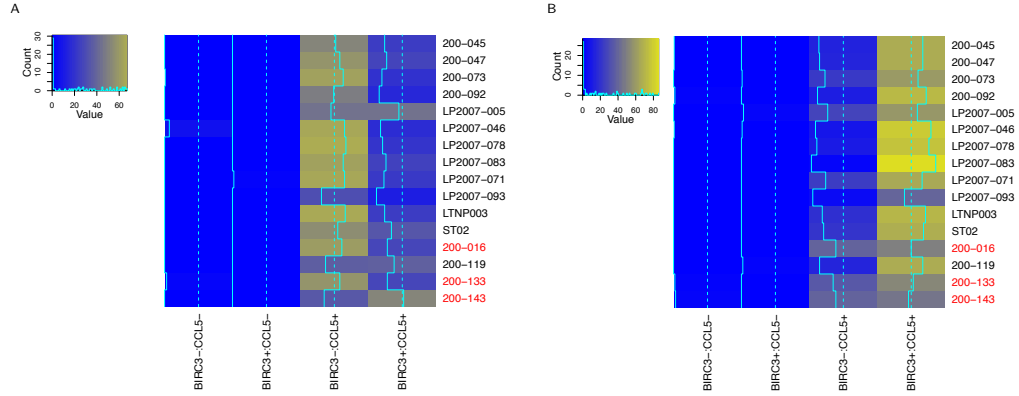 A
30
20
10
0
Count
0 20 40 60
Value
200-045
200-047
200-073
200-092
LP2007-005
LP2007-046
LP2007-078
LP2007-083
LP2007-071
LP2007-093
LTNP003
ST02
200-016
200-119
200-133
200-143
BIRC3-:CCL5-
BIRC3+:CCL5-
BIRC3-:CCL5+
BIRC3+:CCL5+
B
20
10
0
Count
0 20 40 60 80
Value
200-045
200-047
200-073
200-092
LP2007-005
LP2007-046
LP2007-078
LP2007-083
LP2007-071
LP2007-093
LTNP003
ST02
200-016
200-119
200-133
200-143
BIRC3-:CCL5-
BIRC3+:CCL5-
BIRC3-:CCL5+
BIRC3+:CCL5+